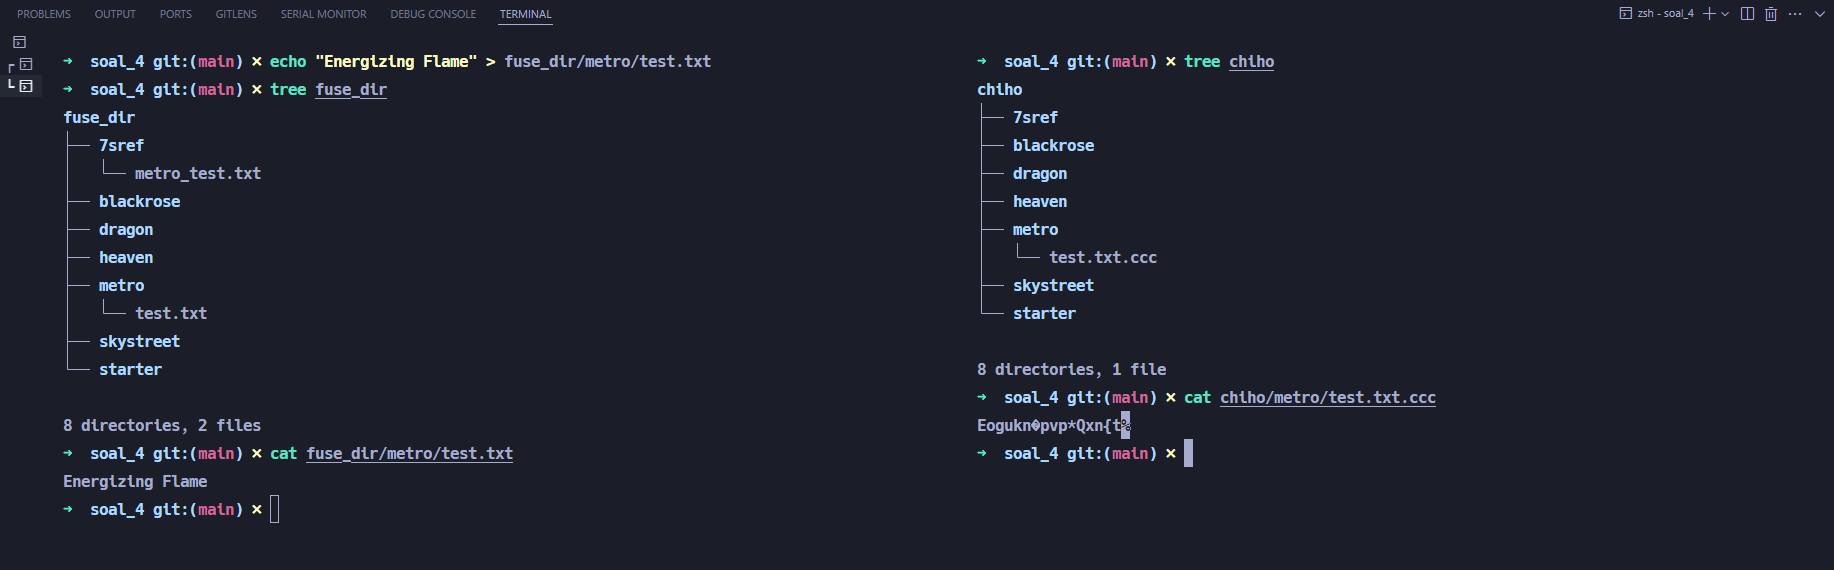 PROBLEMS OUTPUT PORTS GITLENS SERIAL MONITOR DEBUG CONSOLE TERMINAL
zsh - soal_4
➜ soal_4 git:(main) ✗ echo "Energizing Flame" > fuse_dir/metro/test.txt
➜ soal_4 git:(main) ✗ tree fuse_dir
fuse_dir
├── 7sref
│   └── metro_test.txt
├── blackrose
├── dragon
├── heaven
├── metro
│   └── test.txt
├── skystreet
└── starter
8 directories, 2 files
➜ soal_4 git:(main) ✗ cat fuse_dir/metro/test.txt
Energizing Flame
➜ soal_4 git:(main) ✗
➜ soal_4 git:(main) ✗ tree chiho
chiho
├── 7sref
├── blackrose
├── dragon
├── heaven
├── metro
│   └── test.txt.ccc
├── skystreet
└── starter
8 directories, 1 file
➜ soal_4 git:(main) ✗ cat chiho/metro/test.txt.ccc
Eogukn�pvp*Qxn{t%
➜ soal_4 git:(main) ✗